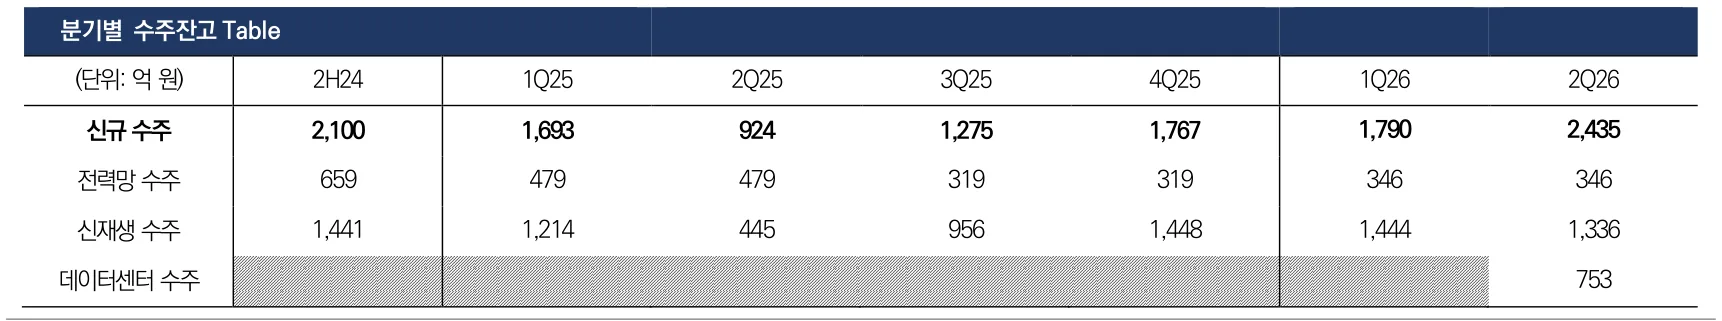 분기별 수주잔고 Table
(단위: 억 원) 2H24 1Q25 2Q25 3Q25 4Q25 1Q26 2Q26
신규 수주 2,100 1,693 924 1,275 1,767 1,790 2,435
전력망 수주 659 479 479 319 319 346 346
신재생 수주 1,441 1,214 445 956 1,448 1,444 1,336
데이터센터 수주 753